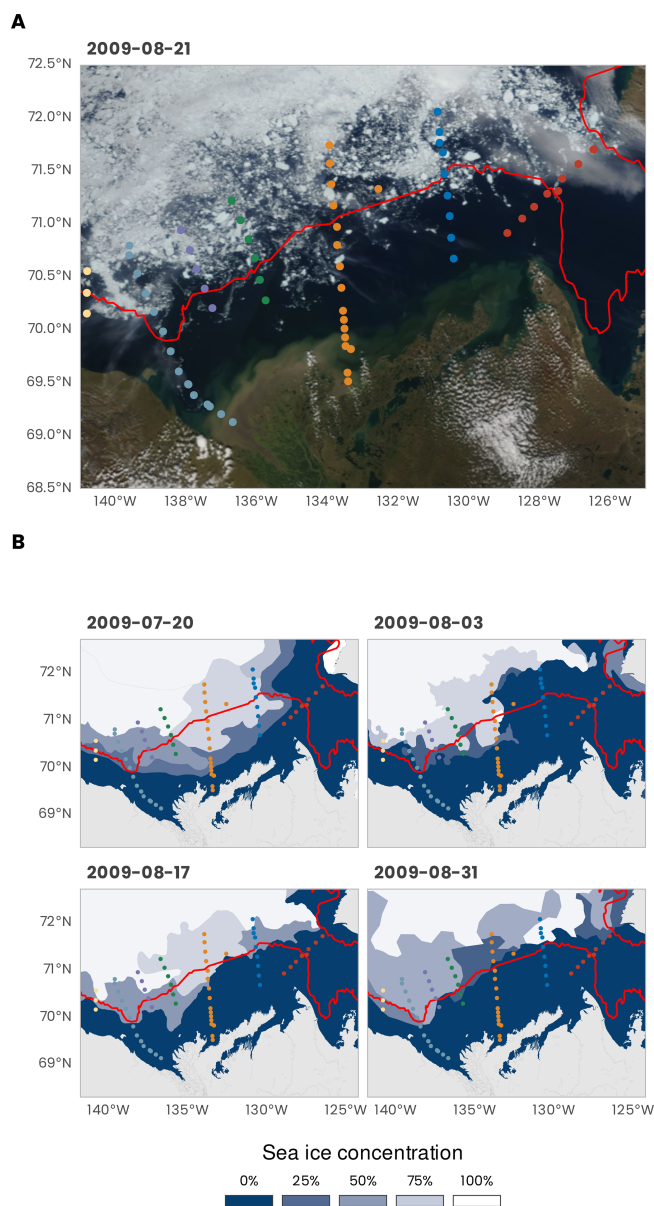 A
2009-08-21
72.5°N
72.0°N
71.5°N
71.0°N
70.5°N
70.0°N
69.5°N
69.0°N
68.5°N
140°W 138°W 136°W 134°W 132°W 130°W 128°W 126°W
B
2009-07-20 2009-08-03
72°N
71°N
70°N
69°N
2009-08-17 2009-08-31
72°N
71°N
70°N
69°N
140°W 135°W 130°W 125°W 140°W 135°W 130°W 125°W
Sea ice concentration
0% 25% 50% 75% 100%